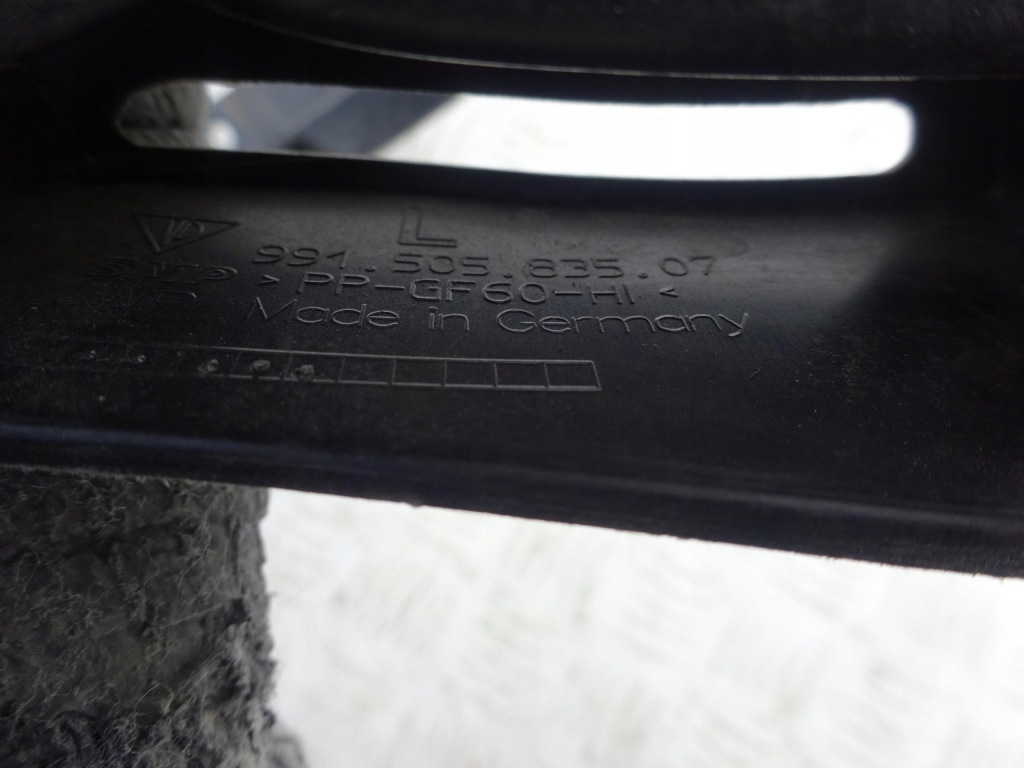 L
991.505.835.07
>PP-GF60-HI<
Made in Germany